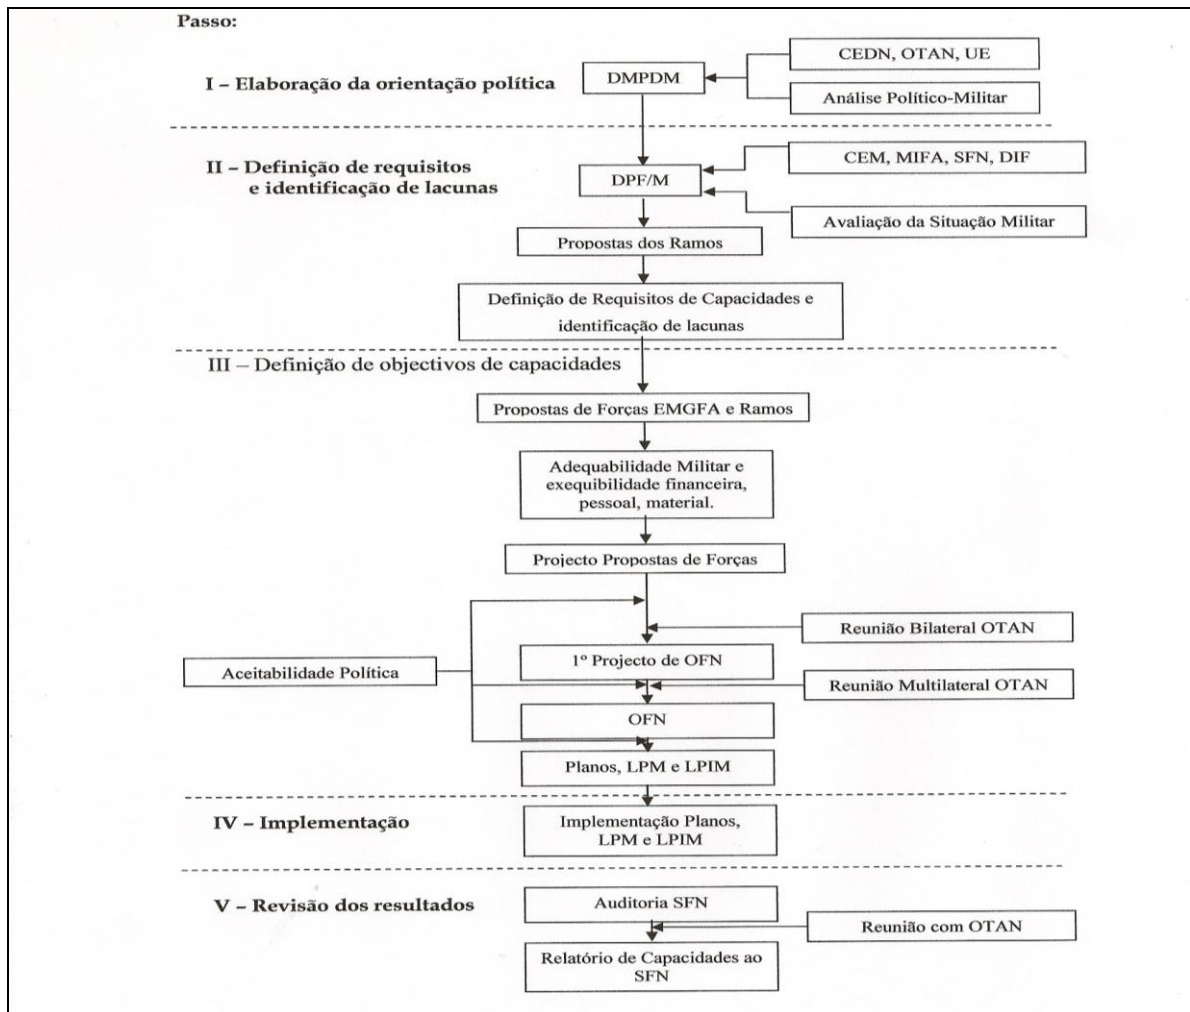 Passo:
I – Elaboração da orientação política
DMPDM
CEDN, OTAN, UE
Análise Político-Militar
II – Definição de requisitos
e identificação de lacunas
DPF/M
CEM, MIFA, SFN, DIF
Avaliação da Situação Militar
Propostas dos Ramos
Definição de Requisitos de Capacidades e
identificação de lacunas
III – Definição de objectivos de capacidades
Propostas de Forças EMGFA e Ramos
Adequabilidade Militar e
exequibilidade financeira,
pessoal, material.
Projecto Propostas de Forças
Reunião Bilateral OTAN
1º Projecto de OFN
Aceitabilidade Política
Reunião Multilateral OTAN
OFN
Planos, LPM e LPIM
IV – Implementação
Implementação Planos,
LPM e LPIM
V – Revisão dos resultados
Auditoria SFN
Reunião com OTAN
Relatório de Capacidades ao
SFN